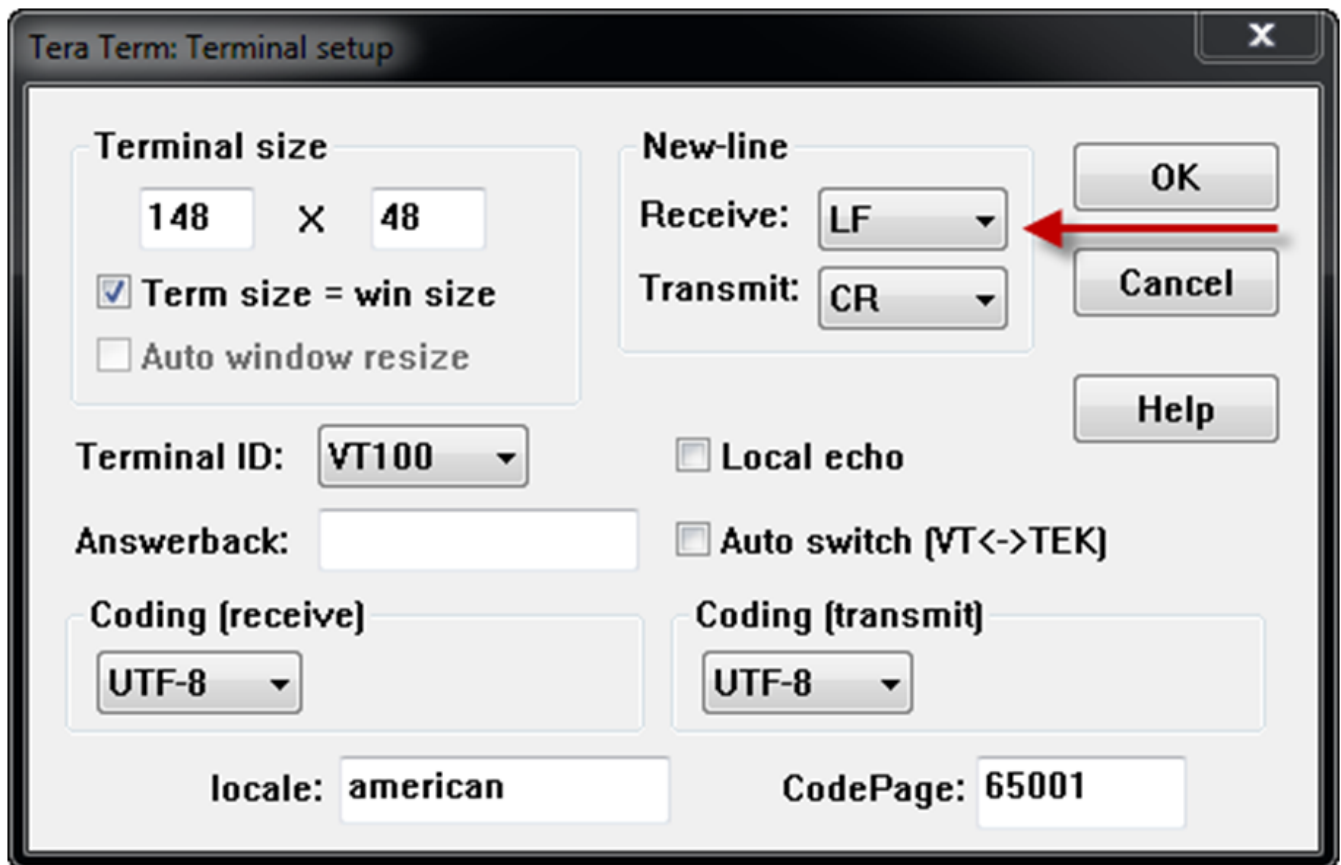 Tera Term: Terminal setup
x
Terminal size
148 X 48
Term size = win size
Auto window resize
New-line
Receive: LF
Transmit: CR
OK
Cancel
Help
Terminal ID: VT100
Local echo
Answerback:
Auto switch (VT<->TEK)
Coding (receive)
UTF-8
Coding (transmit)
UTF-8
locale: american
CodePage: 65001